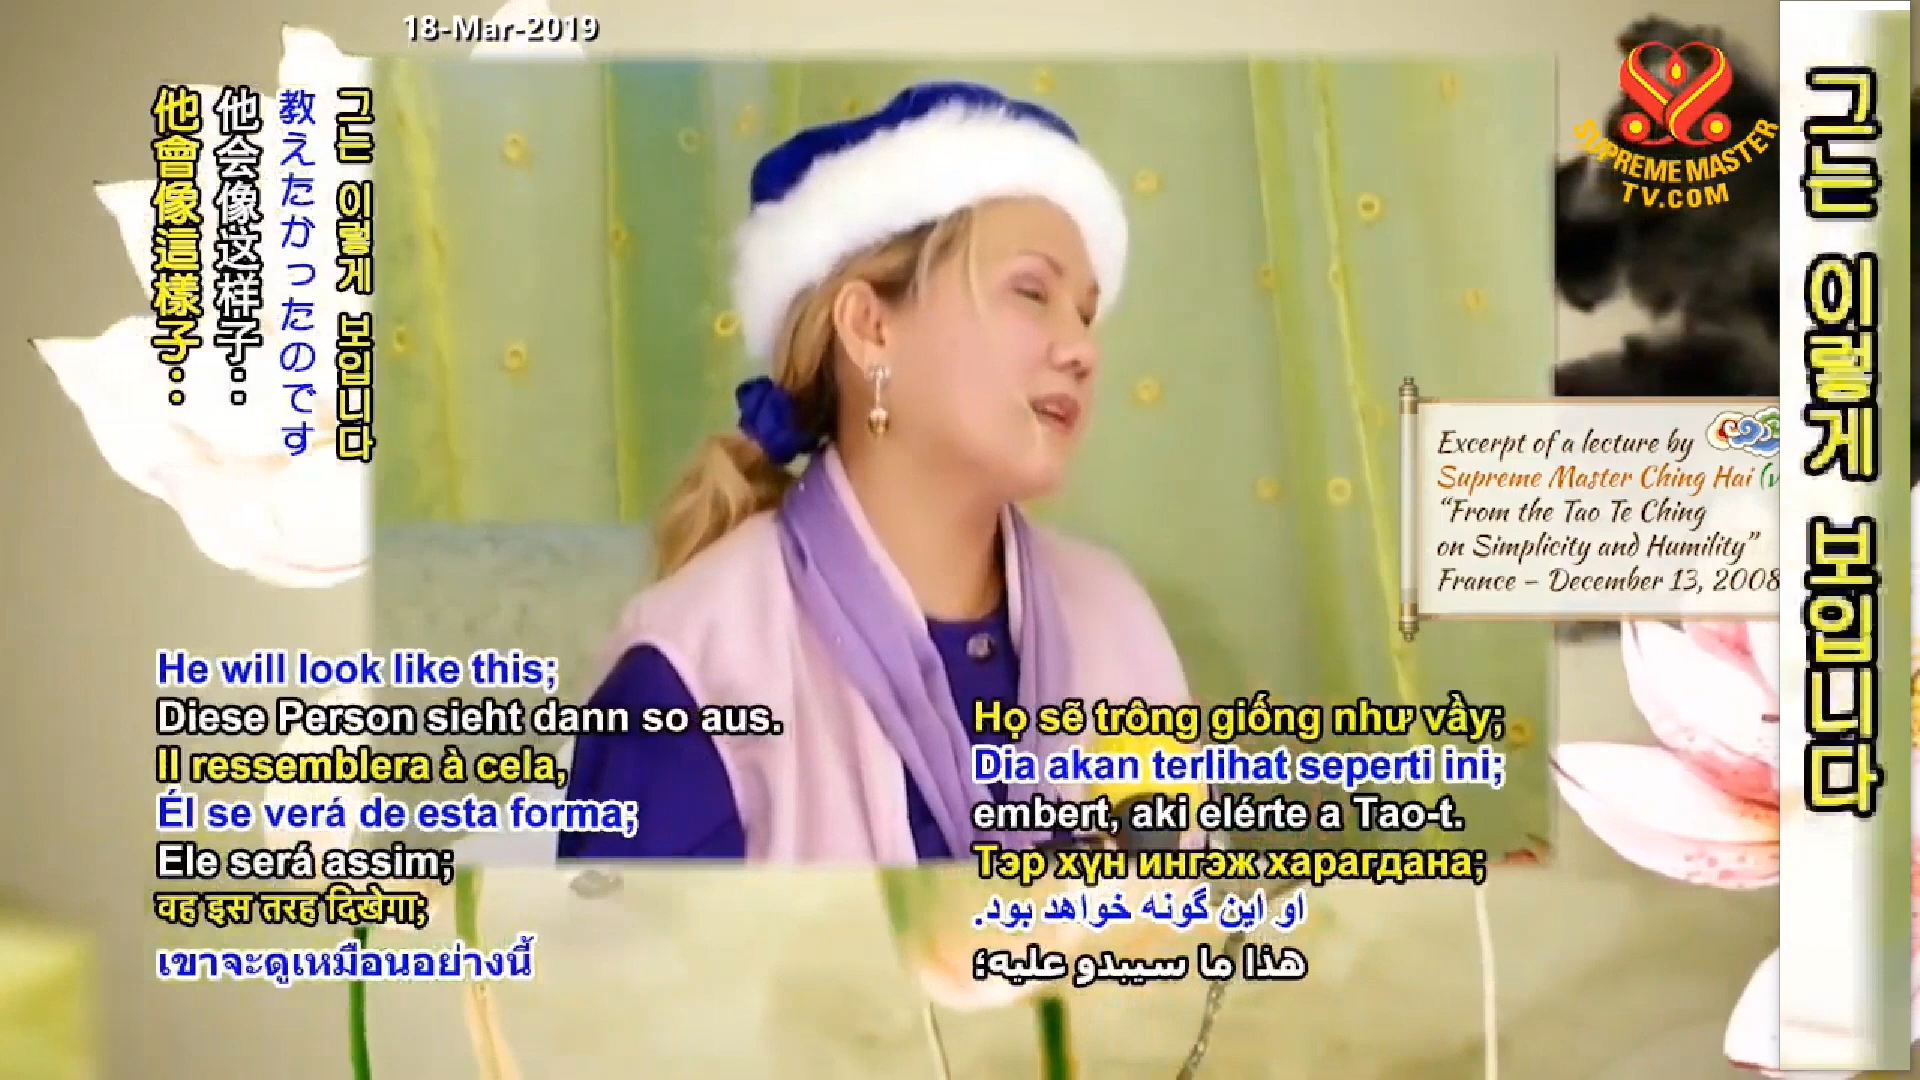 18-Mar-2019
SUPREME MASTER
TV.COM
그는 이렇게 보입니다
教えたかったのです
他会像这样子…
他會像這樣子…
그는 이렇게 보입니다
Excerpt of a lecture by
Supreme Master Ching Hai (v
“From the Tao Te Ching
on Simplicity and Humility”
France – December 13, 2008
He will look like this;
Diese Person sieht dann so aus.
Il ressemblera à cela,
Él se verá de esta forma;
Ele será assim;
वह इस तरह दिखेगा;
เขาจะดูเหมือนอย่างนี้
Họ sẽ trông giống như vầy;
Dia akan terlihat seperti ini;
embert, aki elérte a Tao-t.
Тэр хүн ингэж харагдана;
او این گونه خواهد بود.
هذا ما سيبدو عليه؛